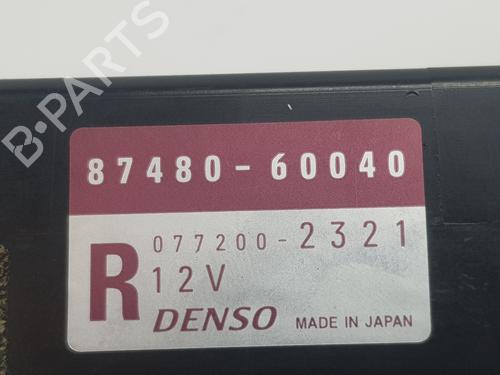 B-PARTS
87480-60040
077200-2321
R 12V
DENSO MADE IN JAPAN